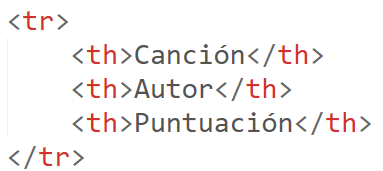 <tr>
    <th>Canción</th>
    <th>Autor</th>
    <th>Puntuación</th>
</tr>